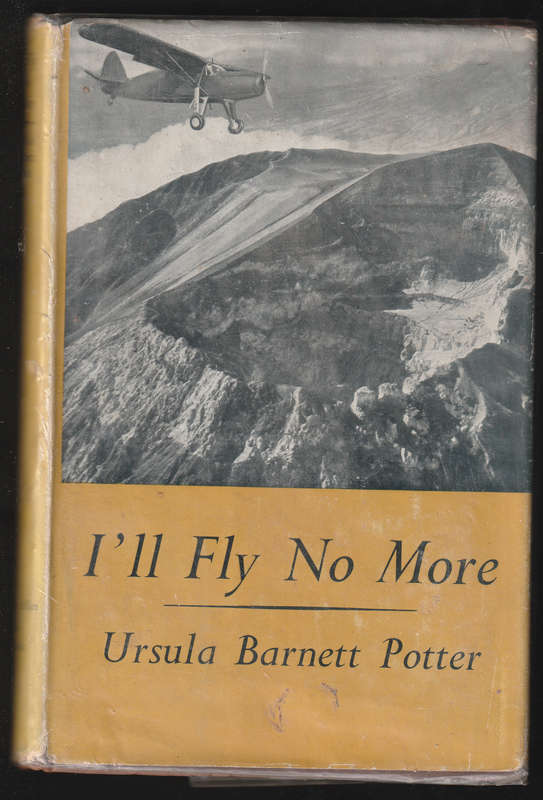 I'll Fly No More
Ursula Barnett Potter